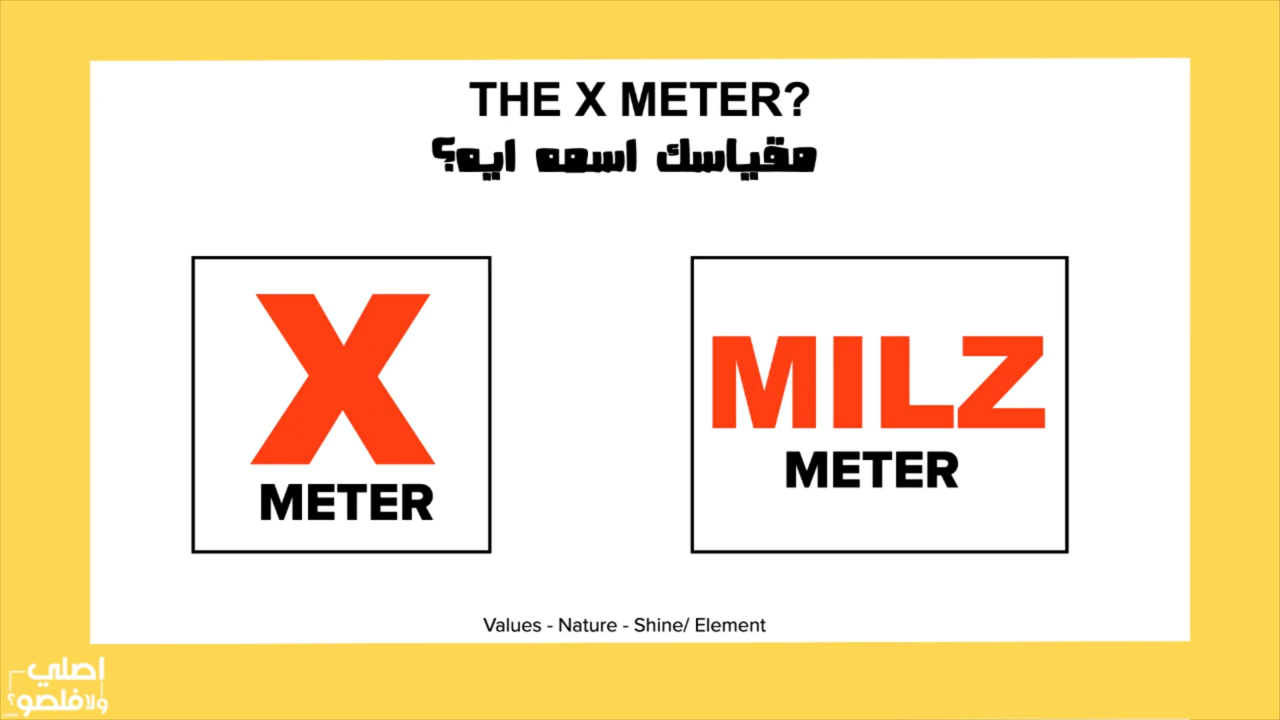 THE X METER?
مقياسك اسمه ايه؟
X
METER
MILZ
METER
Values - Nature - Shine/ Element
اصلي
ولا فلصو؟